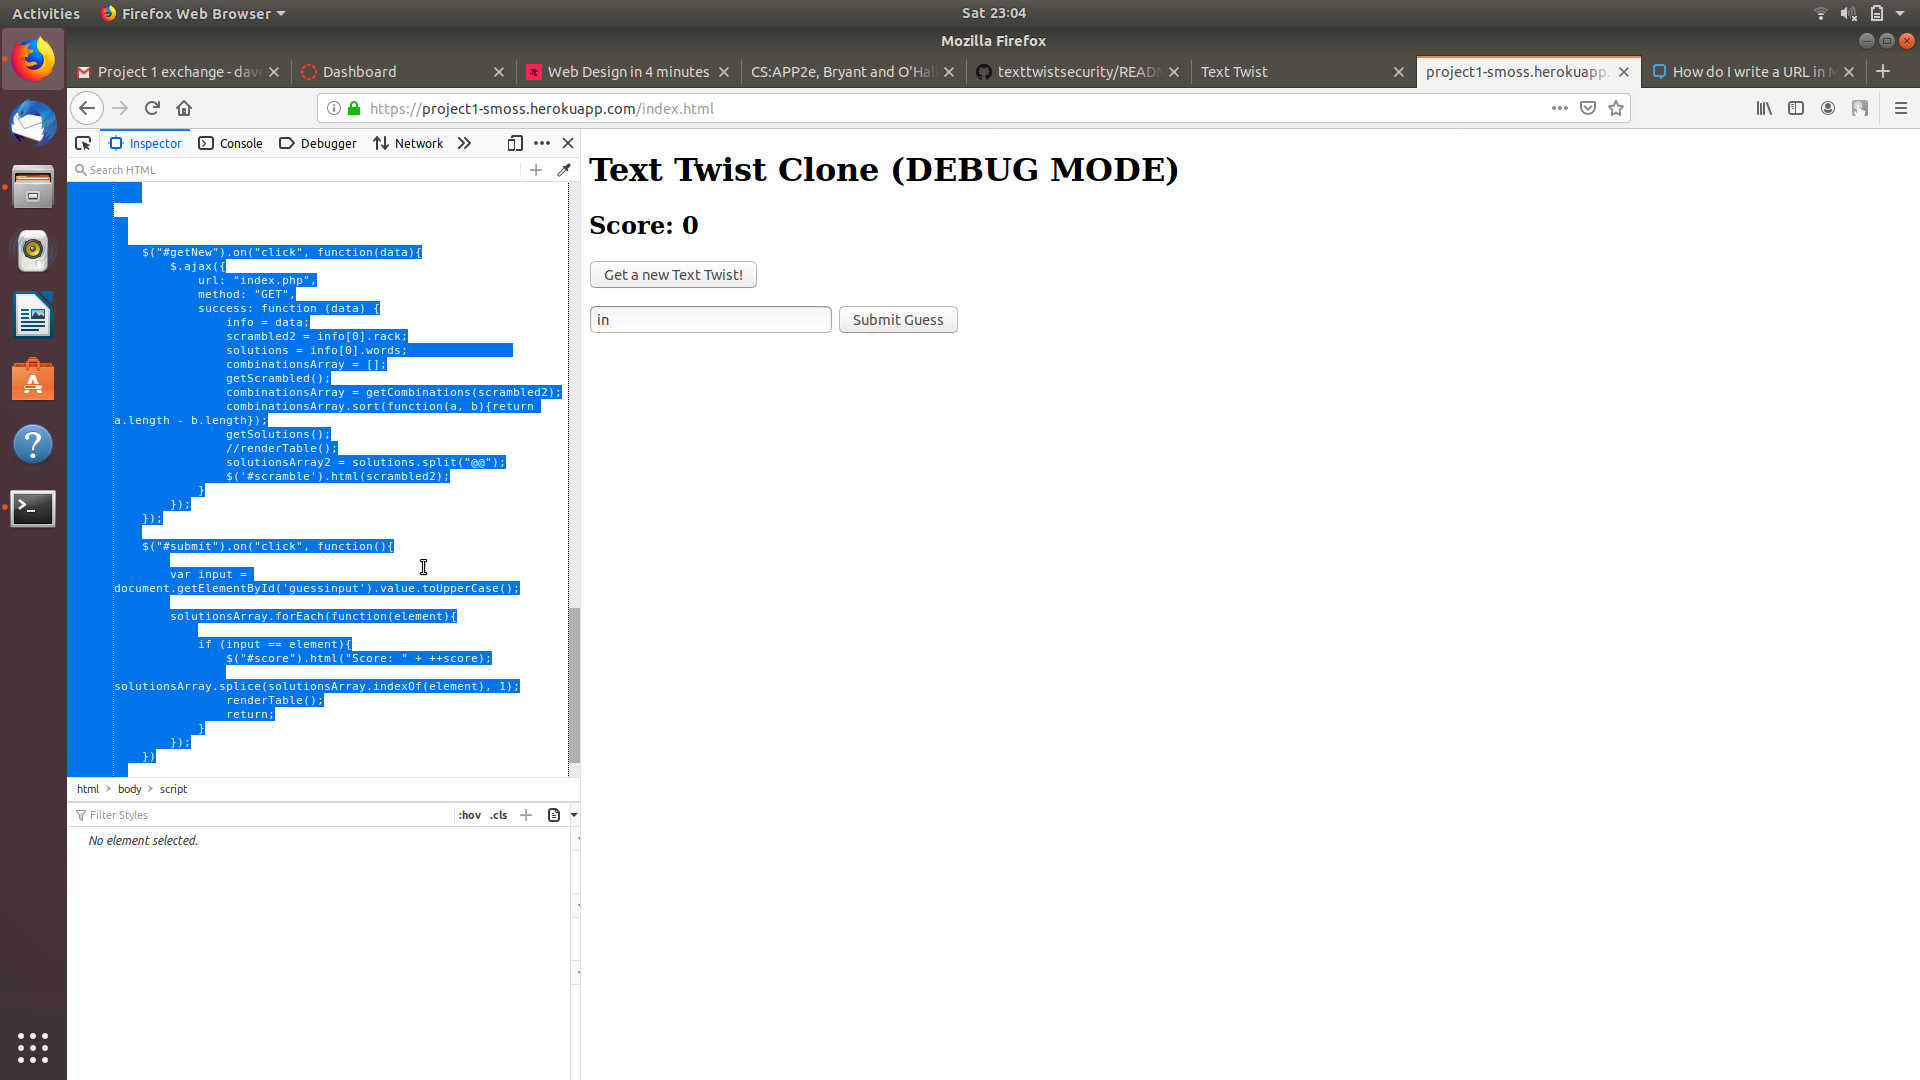 Activities
Firefox Web Browser
Sat 23:04
Mozilla Firefox
Project 1 exchange - dave
Dashboard
Web Design in 4 minutes
CS:APP2e, Bryant and O'Hal
texttwistsecurity/READ
Text Twist
project1-smoss.herokuapp.
How do I write a URL in
https://project1-smoss.herokuapp.com/index.html
Inspector
Console
Debugger
Network
Search HTML
$("#getNew").on("click", function(data){
$.ajax({
url: "index.php",
method: "GET",
success: function (data) {
info = data;
scrambled2 = info[0].rack;
solutions = info[0].words;
combinationsArray = [];
getScrambled();
combinationsArray = getCombinations(scrambled2);
combinationsArray.sort(function(a, b){return
a.length - b.length});
getSolutions();
//renderTable();
solutionsArray2 = solutions.split("@@");
$('#scramble').html(scrambled2);
}
});
});
$("#submit").on("click", function(){
var input =
document.getElementById('guessinput').value.toUpperCase();
solutionsArray.forEach(function(element){
if (input == element){
$("#score").html("Score: " + ++score);
solutionsArray.splice(solutionsArray.indexOf(element), 1);
renderTable();
return;
}
});
})
html > body > script
Filter Styles
:hov .cls
No element selected.
Text Twist Clone (DEBUG MODE)
Score: 0
Get a new Text Twist!
in
Submit Guess